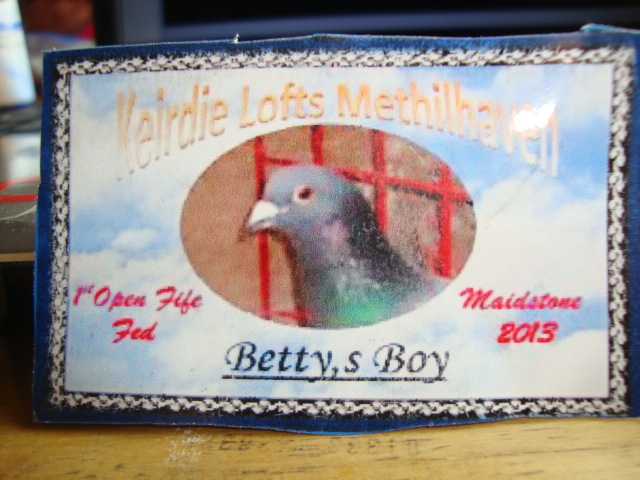 Keirdie Lofts Methilhaven
1st Open Fife
Fed
Maidstone
2013
Betty,s Boy